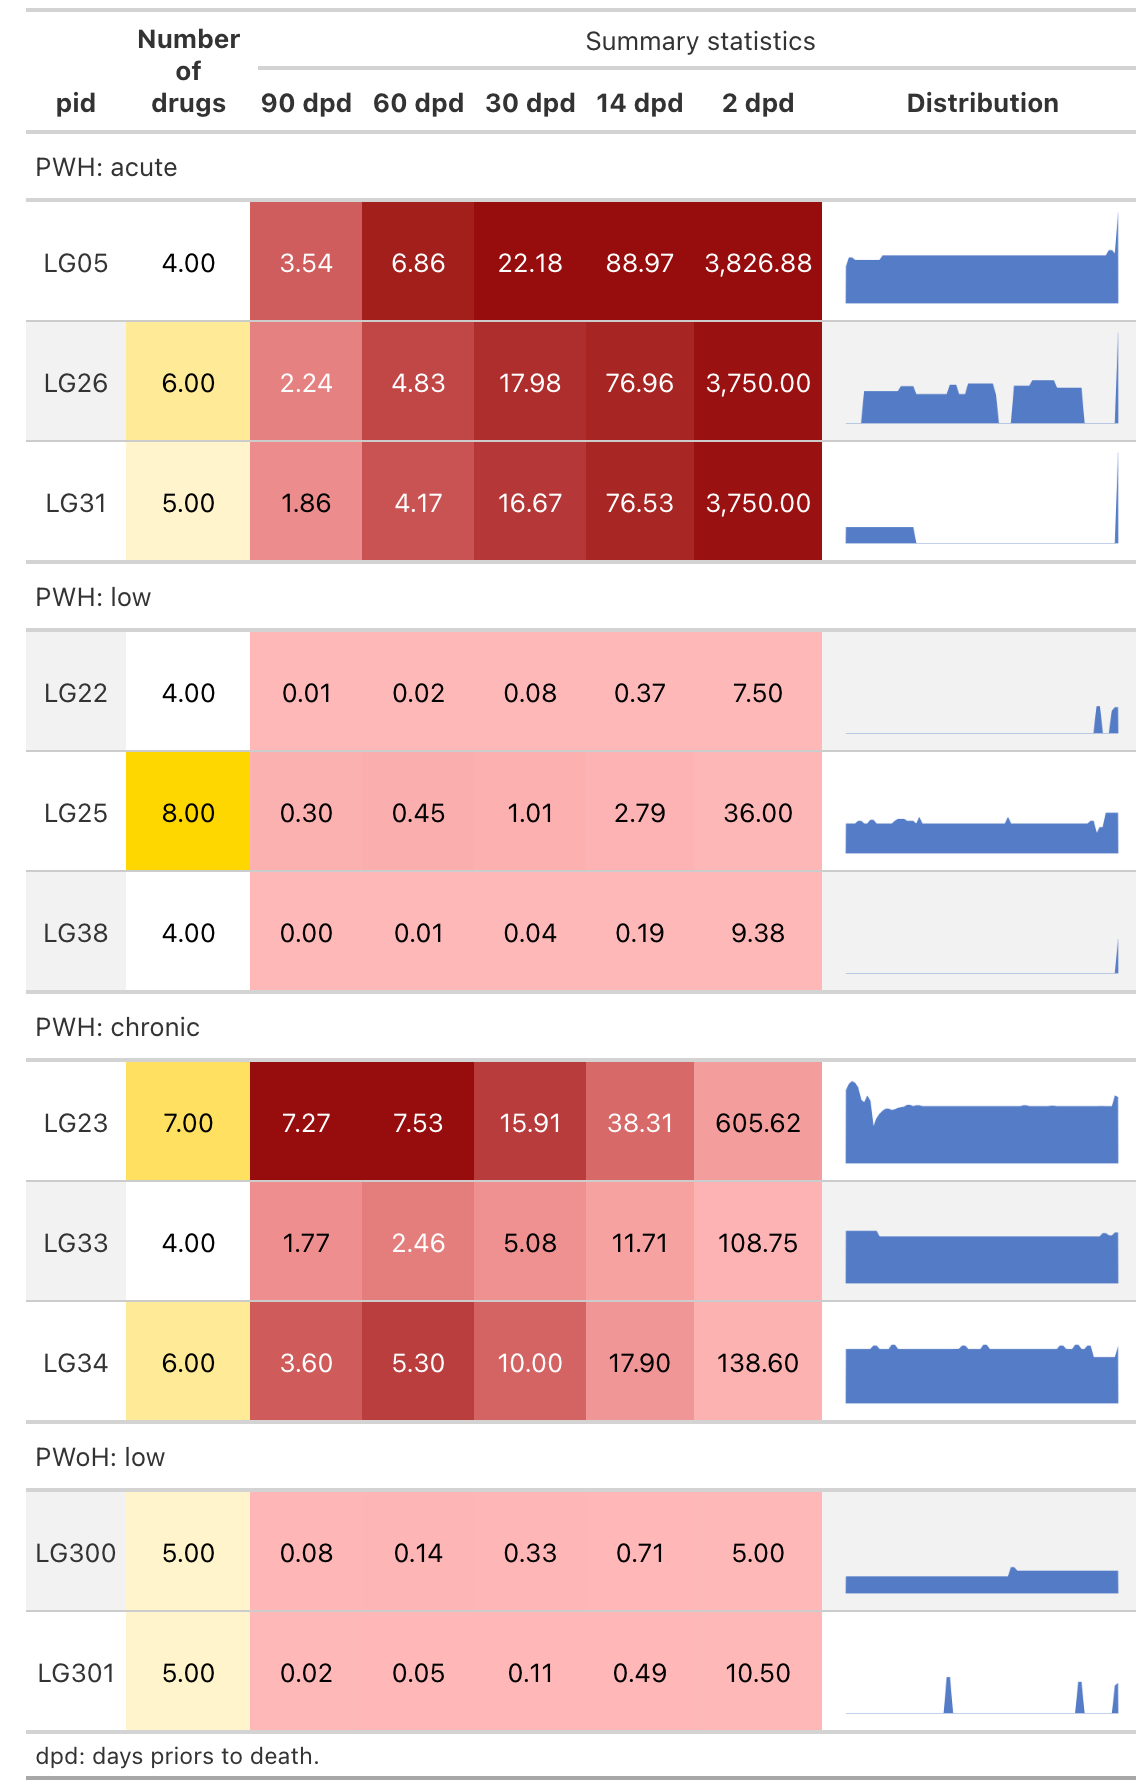 Number of drugs
Summary statistics
pid 90 dpd 60 dpd 30 dpd 14 dpd 2 dpd Distribution
PWH: acute
LG05 4.00 3.54 6.86 22.18 88.97 3,826.88
LG26 6.00 2.24 4.83 17.98 76.96 3,750.00
LG31 5.00 1.86 4.17 16.67 76.53 3,750.00
PWH: low
LG22 4.00 0.01 0.02 0.08 0.37 7.50
LG25 8.00 0.30 0.45 1.01 2.79 36.00
LG38 4.00 0.00 0.01 0.04 0.19 9.38
PWH: chronic
LG23 7.00 7.27 7.53 15.91 38.31 605.62
LG33 4.00 1.77 2.46 5.08 11.71 108.75
LG34 6.00 3.60 5.30 10.00 17.90 138.60
PWoH: low
LG300 5.00 0.08 0.14 0.33 0.71 5.00
LG301 5.00 0.02 0.05 0.11 0.49 10.50
dpd: days priors to death.